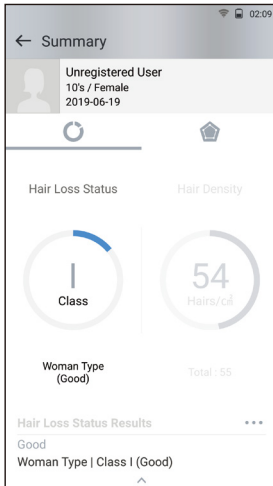 02:09
← Summary
Unregistered User
10's / Female
2019-06-19
Hair Loss Status
Hair Density
I
Class
54
Hairs/㎠
Woman Type
(Good)
Total : 55
Hair Loss Status Results
Good
Woman Type | Class I (Good)